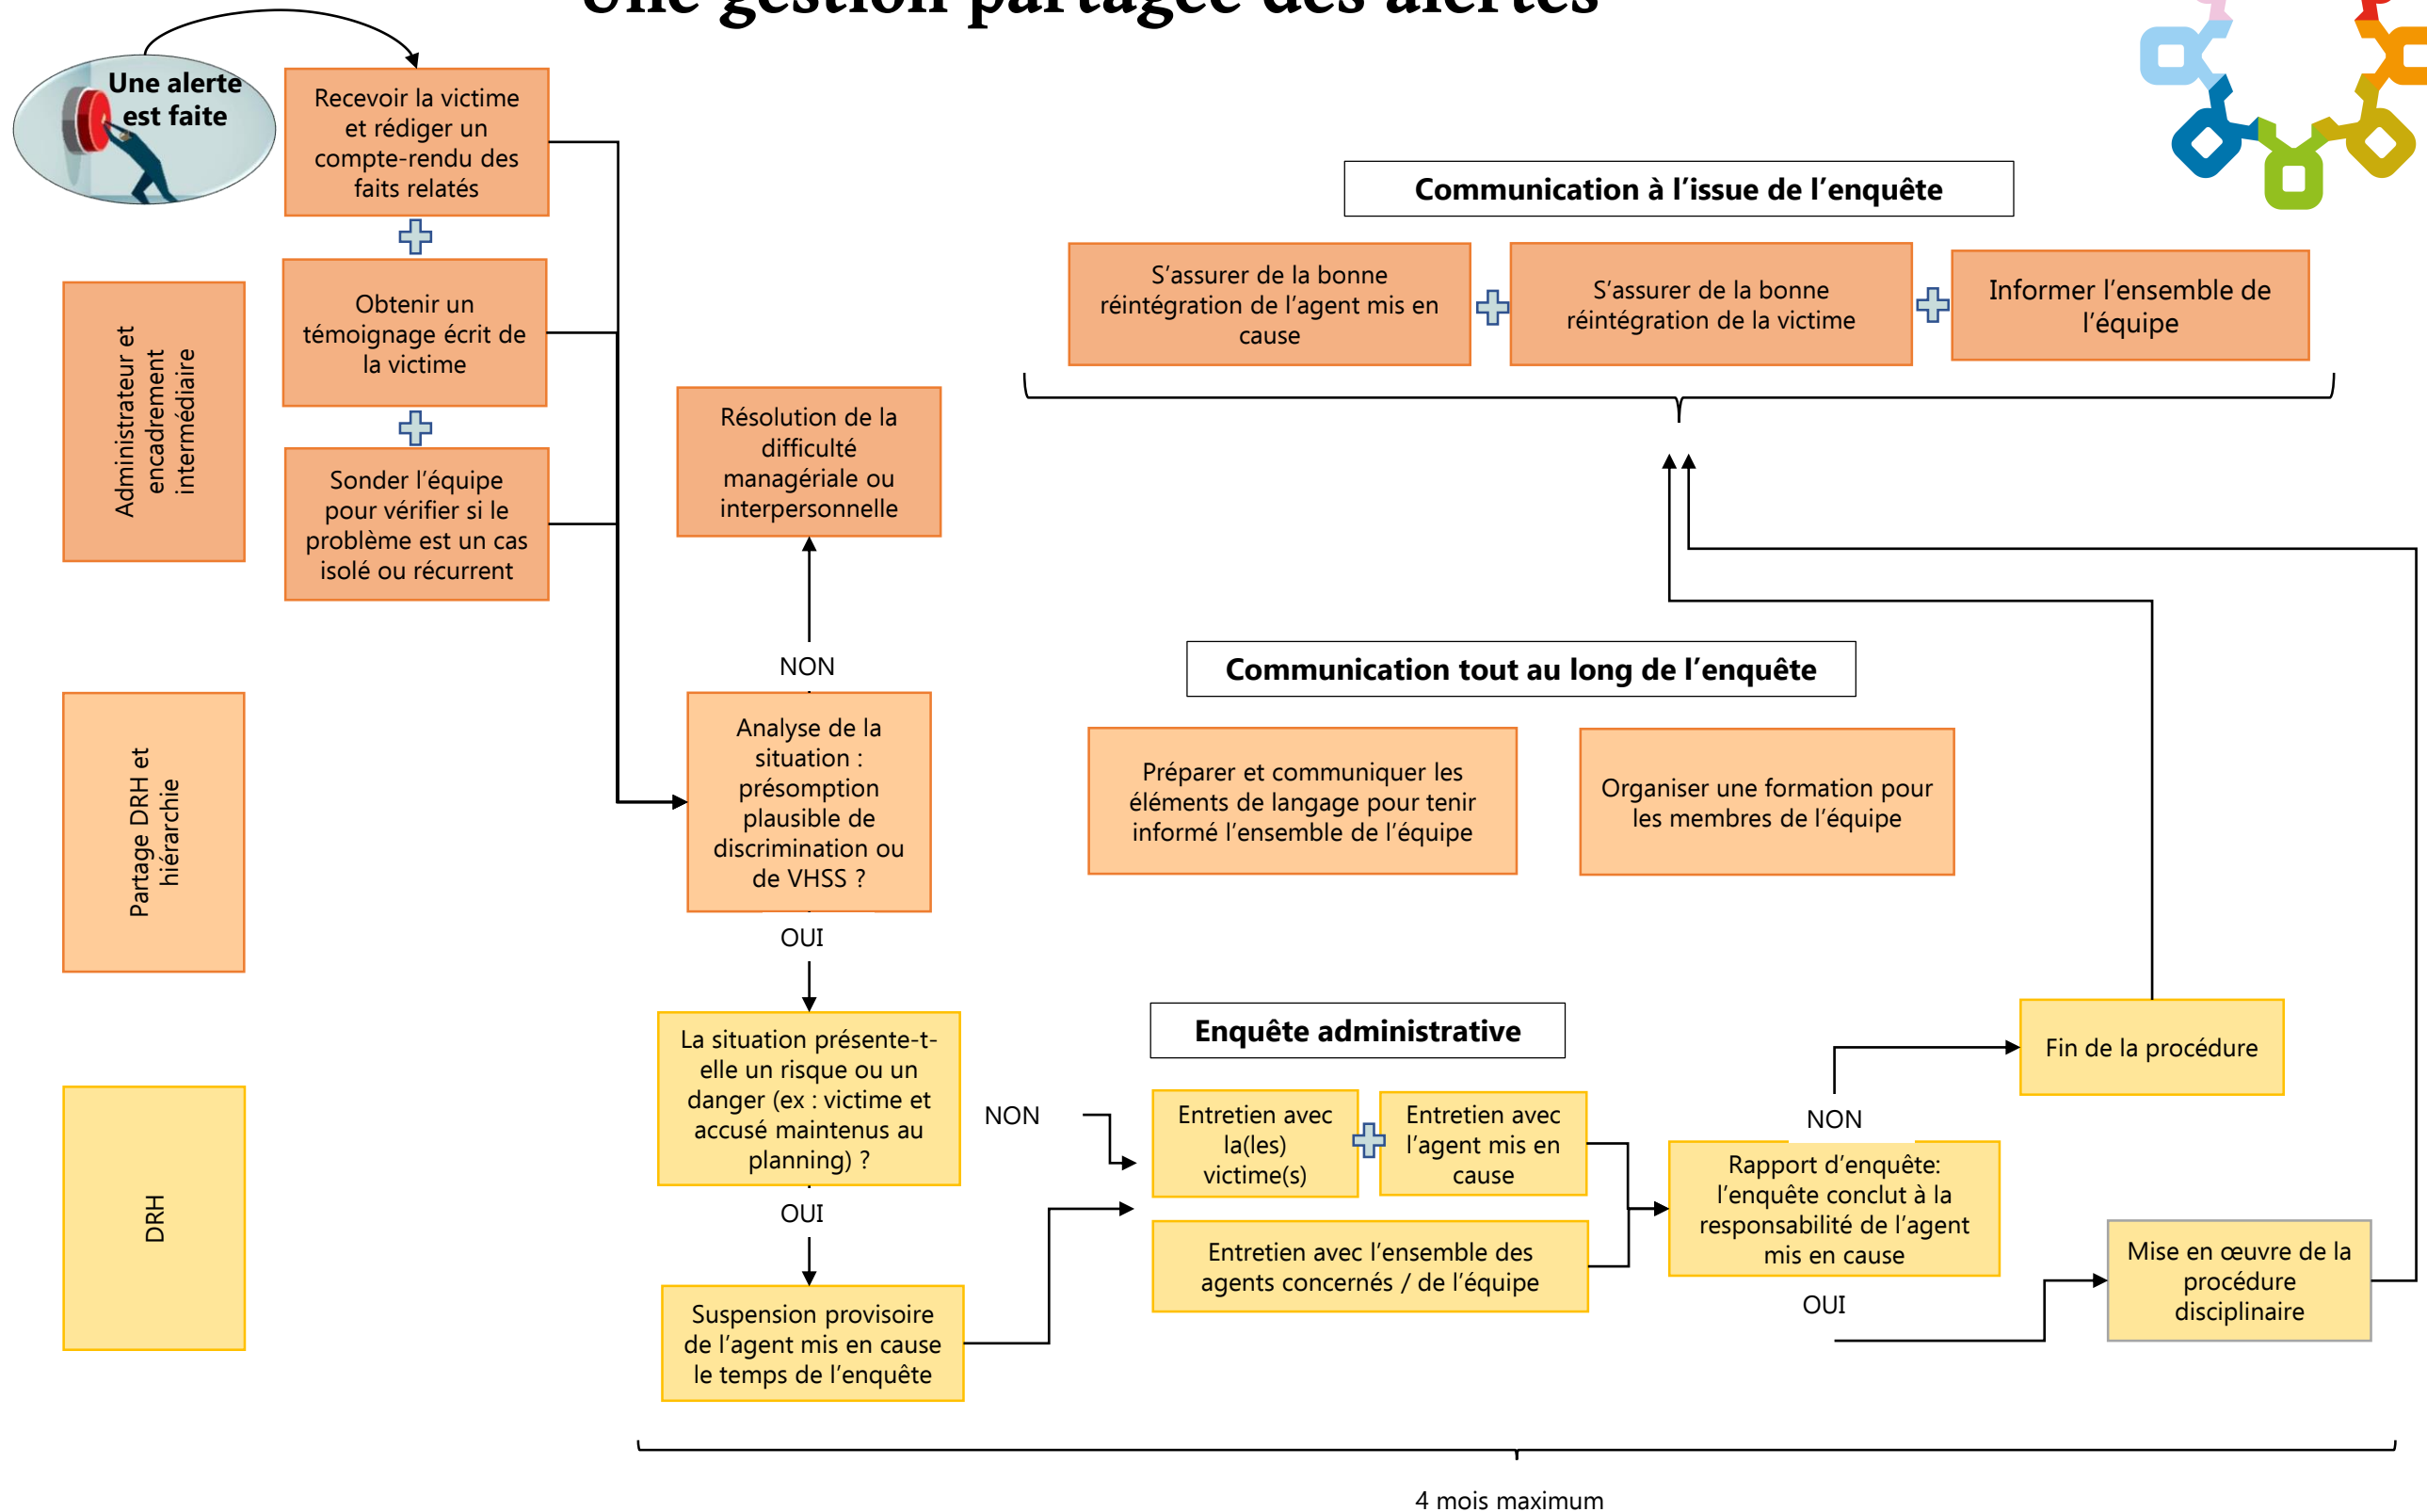 Une gestion partagée des alertes
Une alerte
est faite
Recevoir la victime
et rédiger un
compte-rendu des
faits relatés
Obtenir un
témoignage écrit de
la victime
Sonder l'équipe
pour vérifier si le
problème est un cas
isolé ou récurrent
Administrateur et
encadrement
intermédiaire
Partage DRH et
hiérarchie
DRH
Résolution de la
difficulté
managériale ou
interpersonnelle
NON
Analyse de la
situation :
présomption
plausible de
discrimination ou
de VHSS ?
OUI
La situation présente-t-
elle un risque ou un
danger (ex : victime et
accusé maintenus au
planning) ?
NON
OUI
Suspension provisoire
de l'agent mis en cause
le temps de l'enquête
Communication à l'issue de l'enquête
S'assurer de la bonne
réintégration de l'agent mis en
cause
S'assurer de la bonne
réintégration de la victime
Informer l'ensemble de
l'équipe
Communication tout au long de l'enquête
Préparer et communiquer les
éléments de langage pour tenir
informé l'ensemble de l'équipe
Organiser une formation pour
les membres de l'équipe
Enquête administrative
Entretien avec
la(les)
victime(s)
Entretien avec
l'agent mis en
cause
Entretien avec l'ensemble des
agents concernés / de l'équipe
NON
Rapport d'enquête:
l'enquête conclut à la
responsabilité de l'agent
mis en cause
OUI
Fin de la procédure
Mise en œuvre de la
procédure
disciplinaire
4 mois maximum